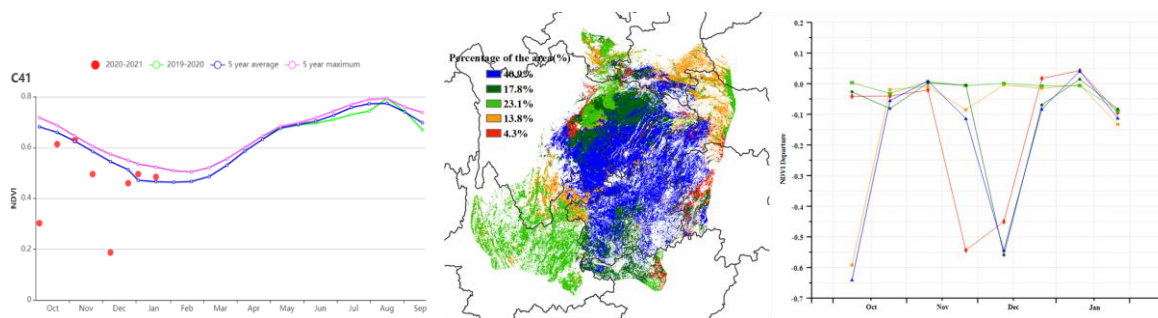 2020-2021 2019-2020 5 year average 5 year maximum
C41
NDVI
0.8
0.6
0.4
0.2
0
Oct Nov Dec Jan Feb Mar Apr May Jun Jul Aug Sep
Percentage of the area(%)
40.9%
17.8%
23.1%
13.8%
4.3%
NDVI Departure
0.2
0.1
0.0
-0.1
-0.2
-0.3
-0.4
-0.5
-0.6
-0.7
Oct Nov Dec Jan